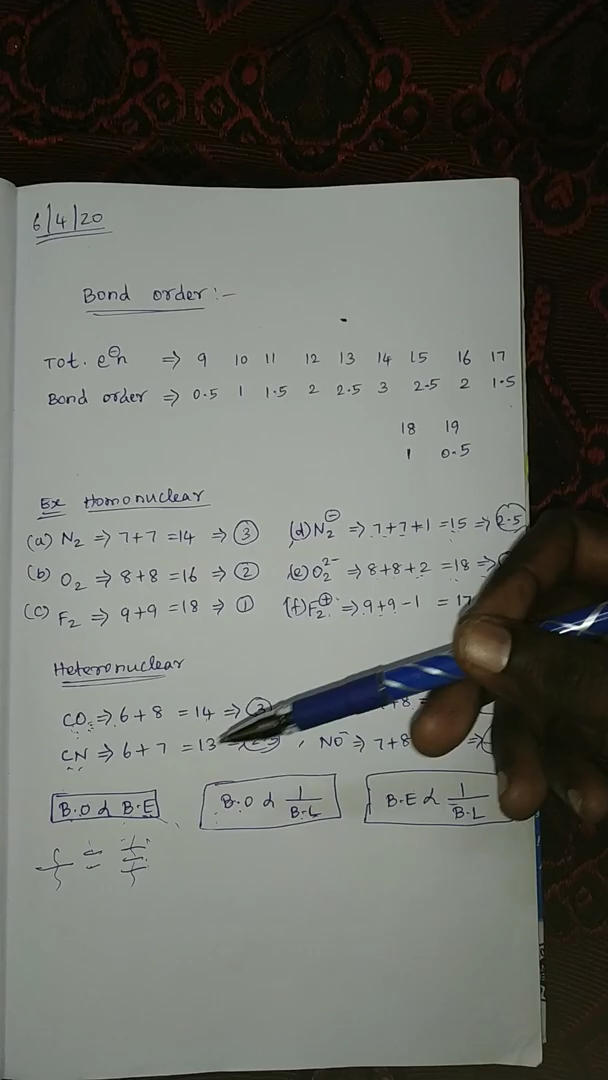 6/4/20
Bond order :-
Tot. e⊖n ⇒ 9 10 11 12 13 14 15 16 17
Bond order ⇒ 0.5 1 1.5 2 2.5 3 2.5 2 1.5
18 19
1 0.5
Ex Homonuclear
(a) N₂ ⇒ 7+7 =14 ⇒ ③ (d) N₂⊖ ⇒ 7+7+1 =15 ⇒ 2.5
(b) O₂ ⇒ 8+8 =16 ⇒ ② (e) O₂²⁻ ⇒ 8+8+2 =18 ⇒
(c) F₂ ⇒ 9+9 =18 ⇒ ① (f) F₂⊕ ⇒ 9+9-1 = 17
Heteronuclear
CO ⇒ 6+8 =14 ⇒ ③ +8 =
CN ⇒ 6+7 =13 , NO⁻ ⇒ 7+8 ⇒
B.O α B.E B.O α 1/B.L B.E α 1/B.L